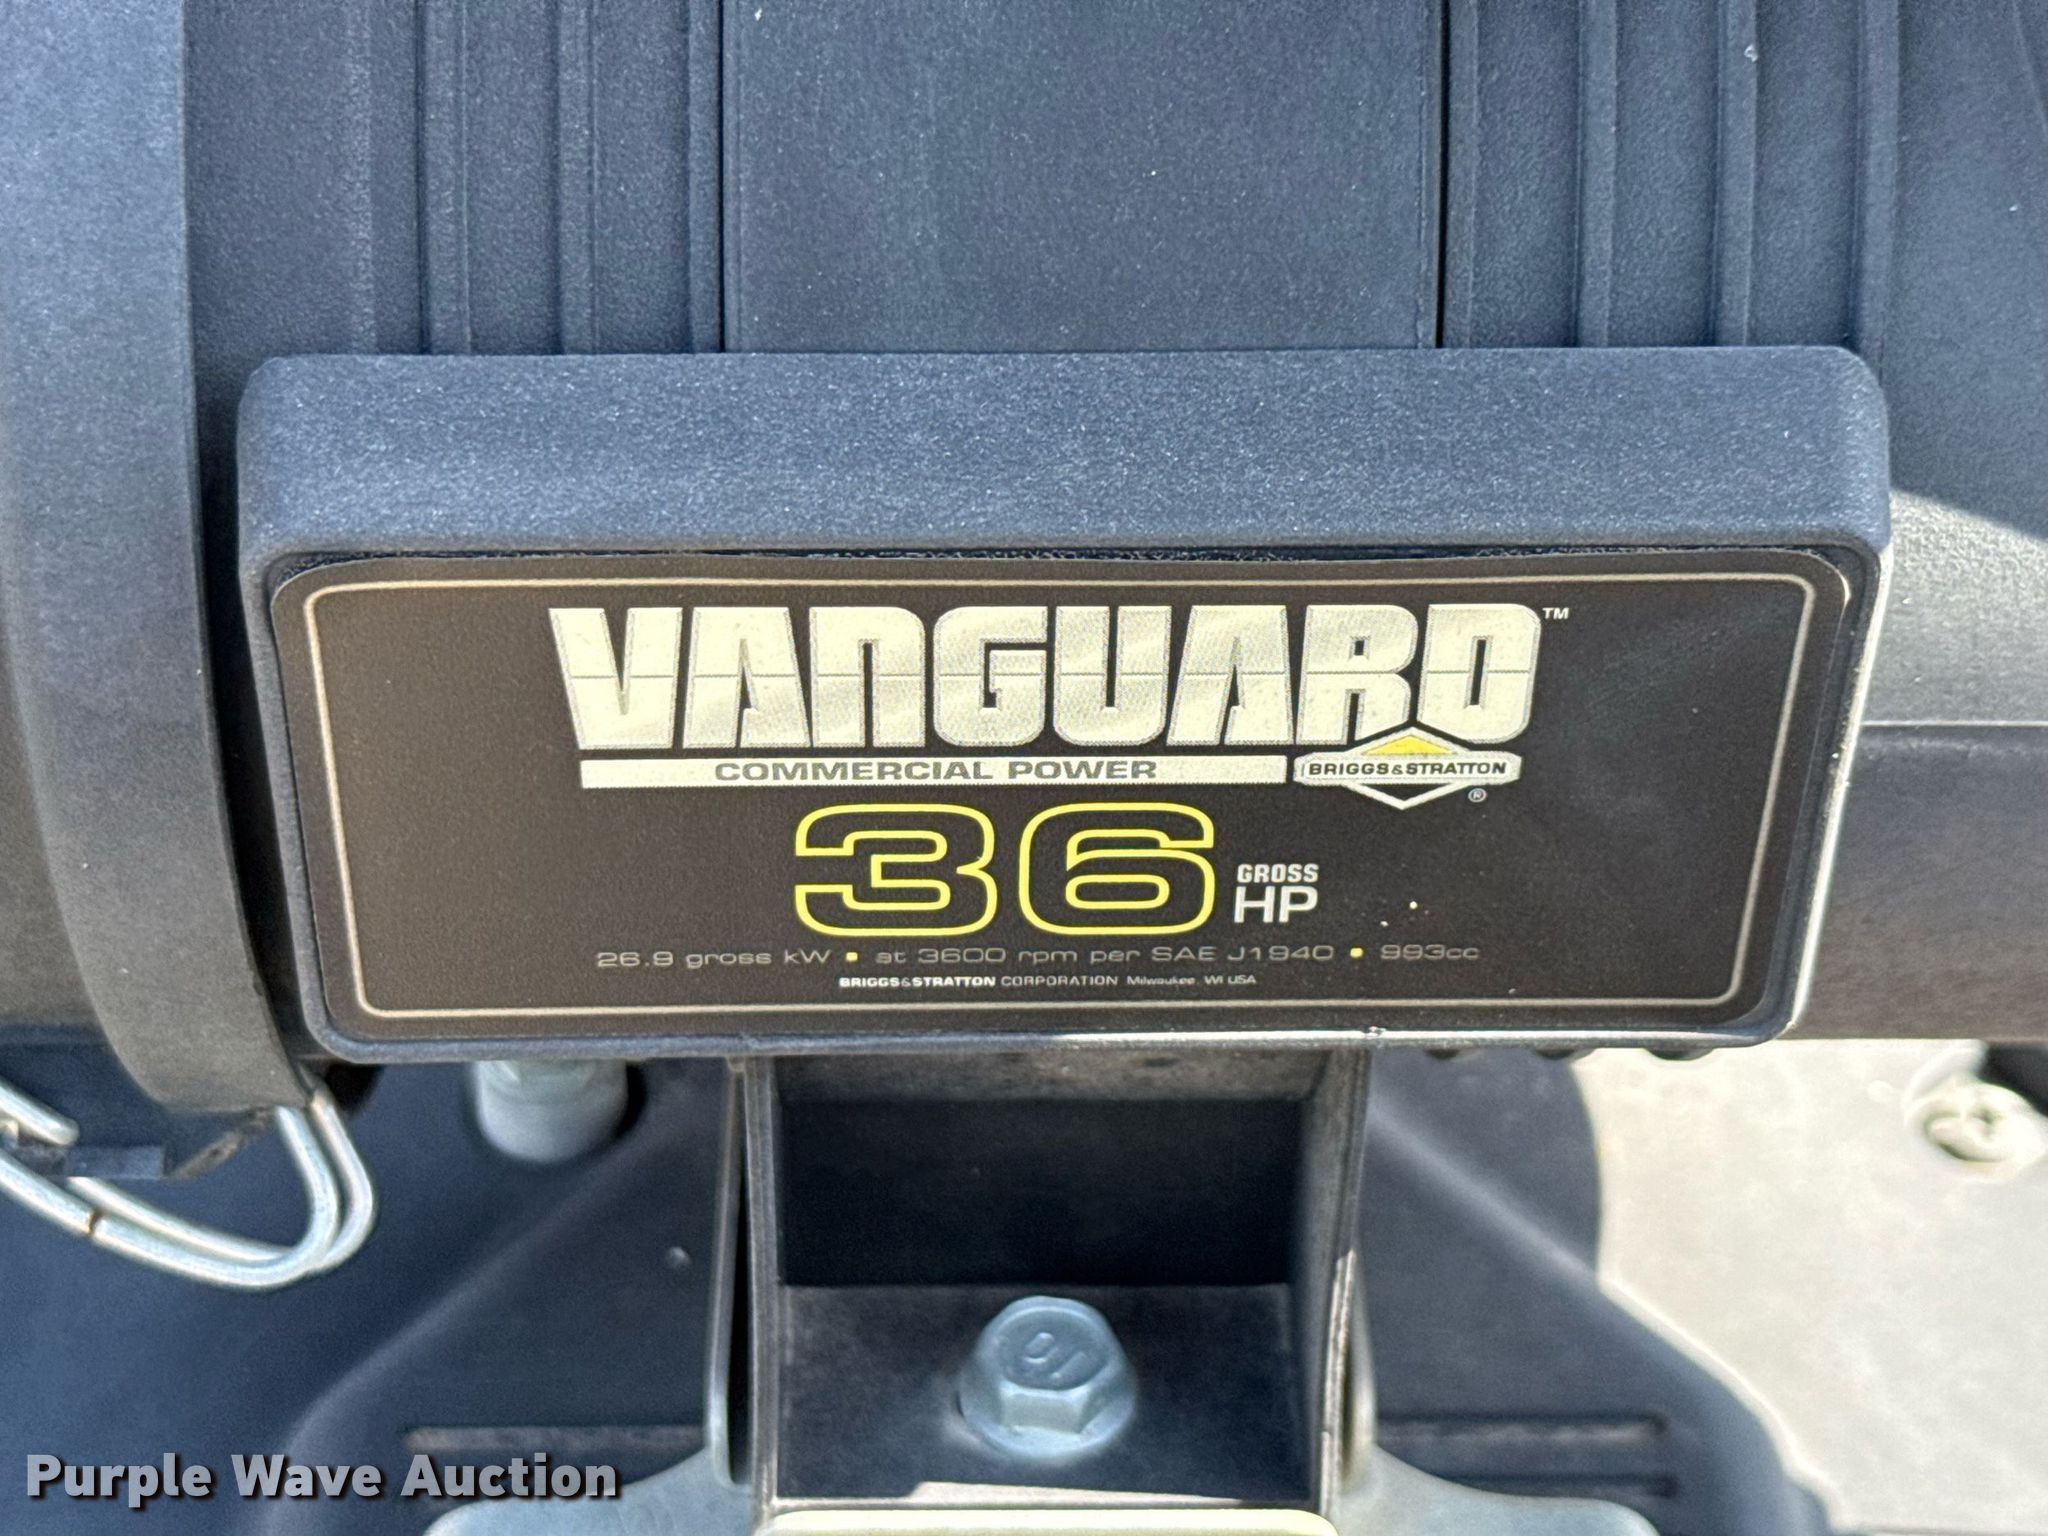 VANGUARD™
COMMERCIAL POWER
BRIGGS&STRATTON
®
36 GROSS HP
26.9 gross kW • at 3600 rpm per SAE J1940 • 993cc
BRIGGS&STRATTON CORPORATION Milwaukee, WI USA
Purple Wave Auction